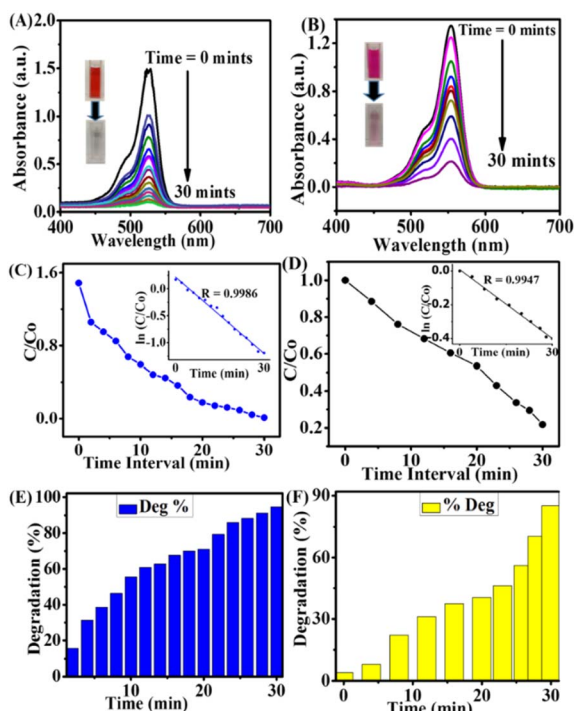 (A)
2.0
1.5
1.0
0.5
0.0
Absorbance (a.u.)
Time = 0 mints
30 mints
400
500
600
700
Wavelength (nm)
(B)
1.2
0.8
0.4
0.0
Absorbance (a.u.)
Time = 0 mints
30 mints
400
500
600
700
Wavelength (nm)
(C)
1.6
0.8
0.0
C/Co
R = 0.9986
0.0
-0.5
-1.0
ln (C/Co)
0
30
Time (min)
0
10
20
30
Time Interval (min)
(D)
1.0
0.8
0.6
0.4
0.2
C/Co
R = 0.9947
0.0
-0.2
-0.4
ln (C/Co)
0
30
Time (min)
0
10
20
30
Time Interval (min)
(E)
100
80
60
40
20
0
Degradation (%)
Deg %
10
20
30
Time Interval (min)
(F)
90
60
30
0
Degradation (%)
% Deg
0
10
20
30
Time Interval (min)